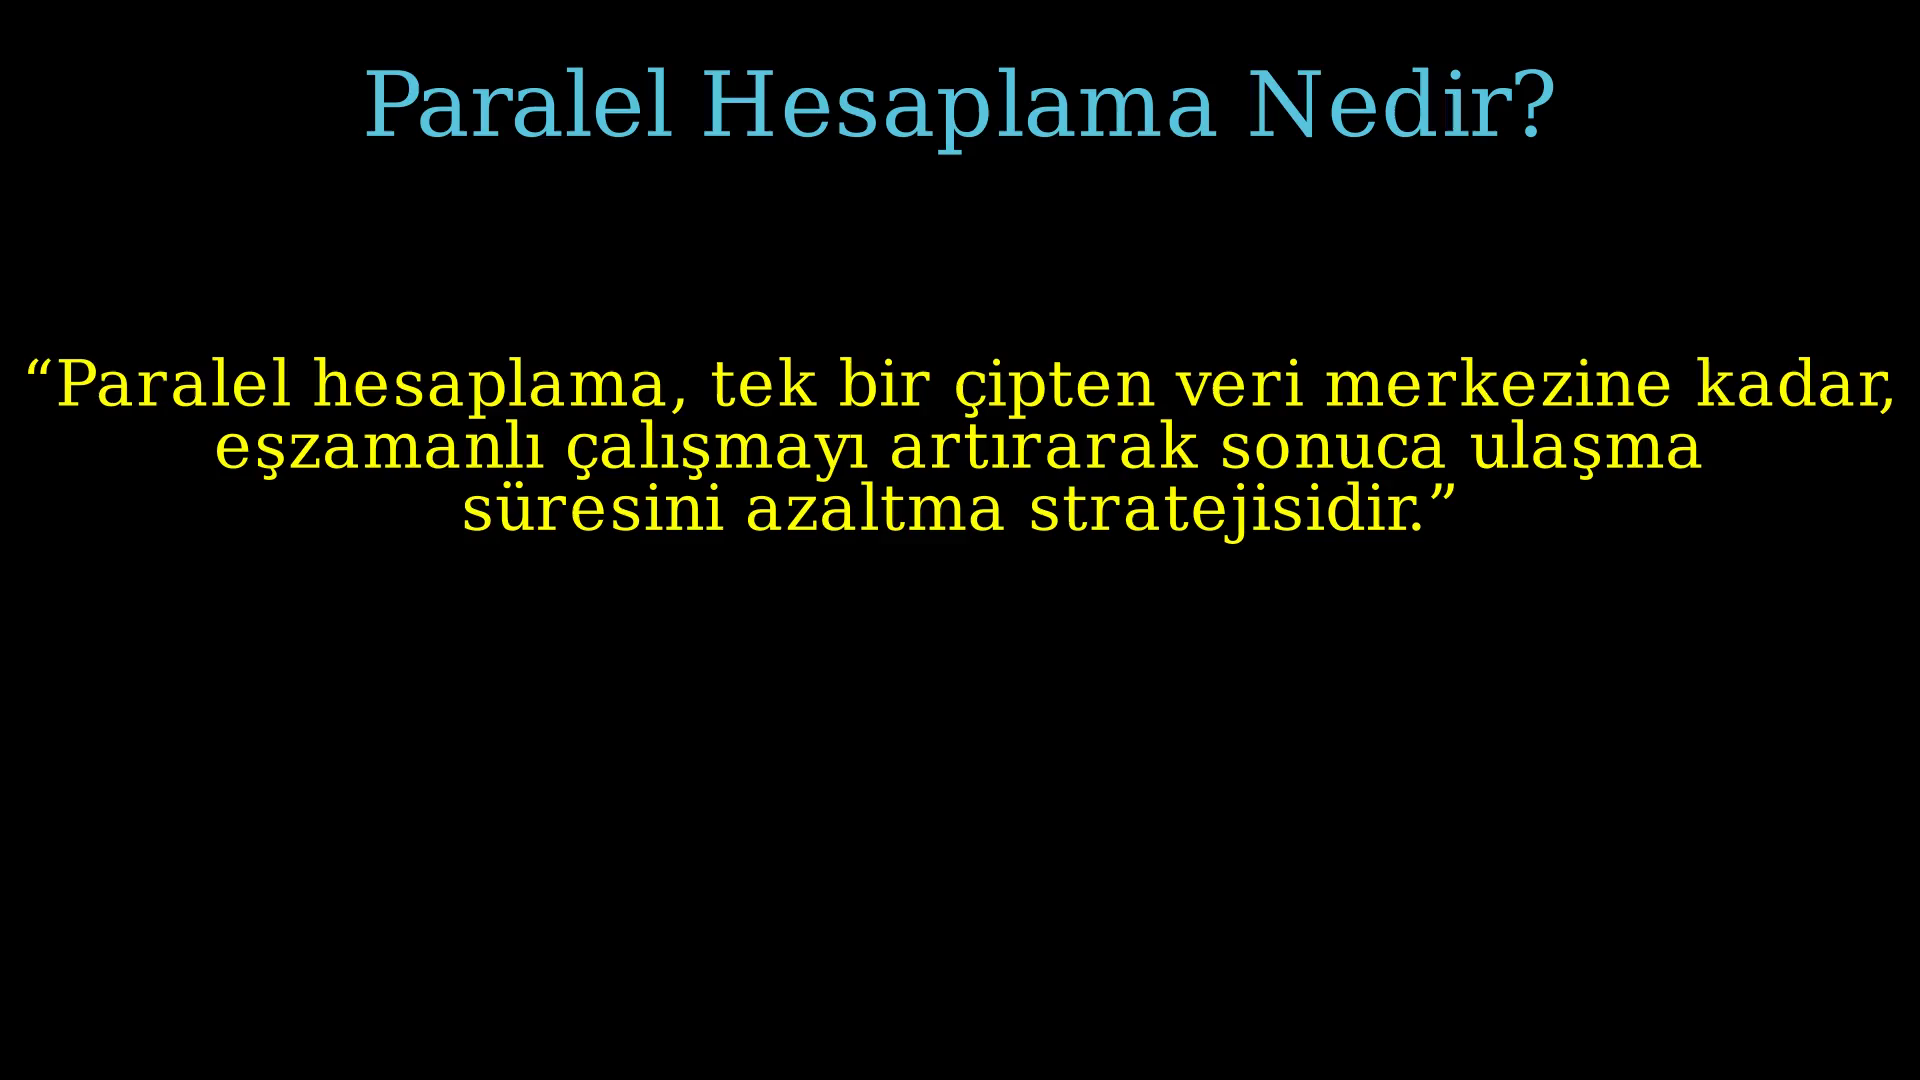 Paralel Hesaplama Nedir?
“Paralel hesaplama, tek bir çipten veri merkezine kadar,
eşzamanlı çalışmayı artırarak sonuca ulaşma
süresini azaltma stratejisidir.”